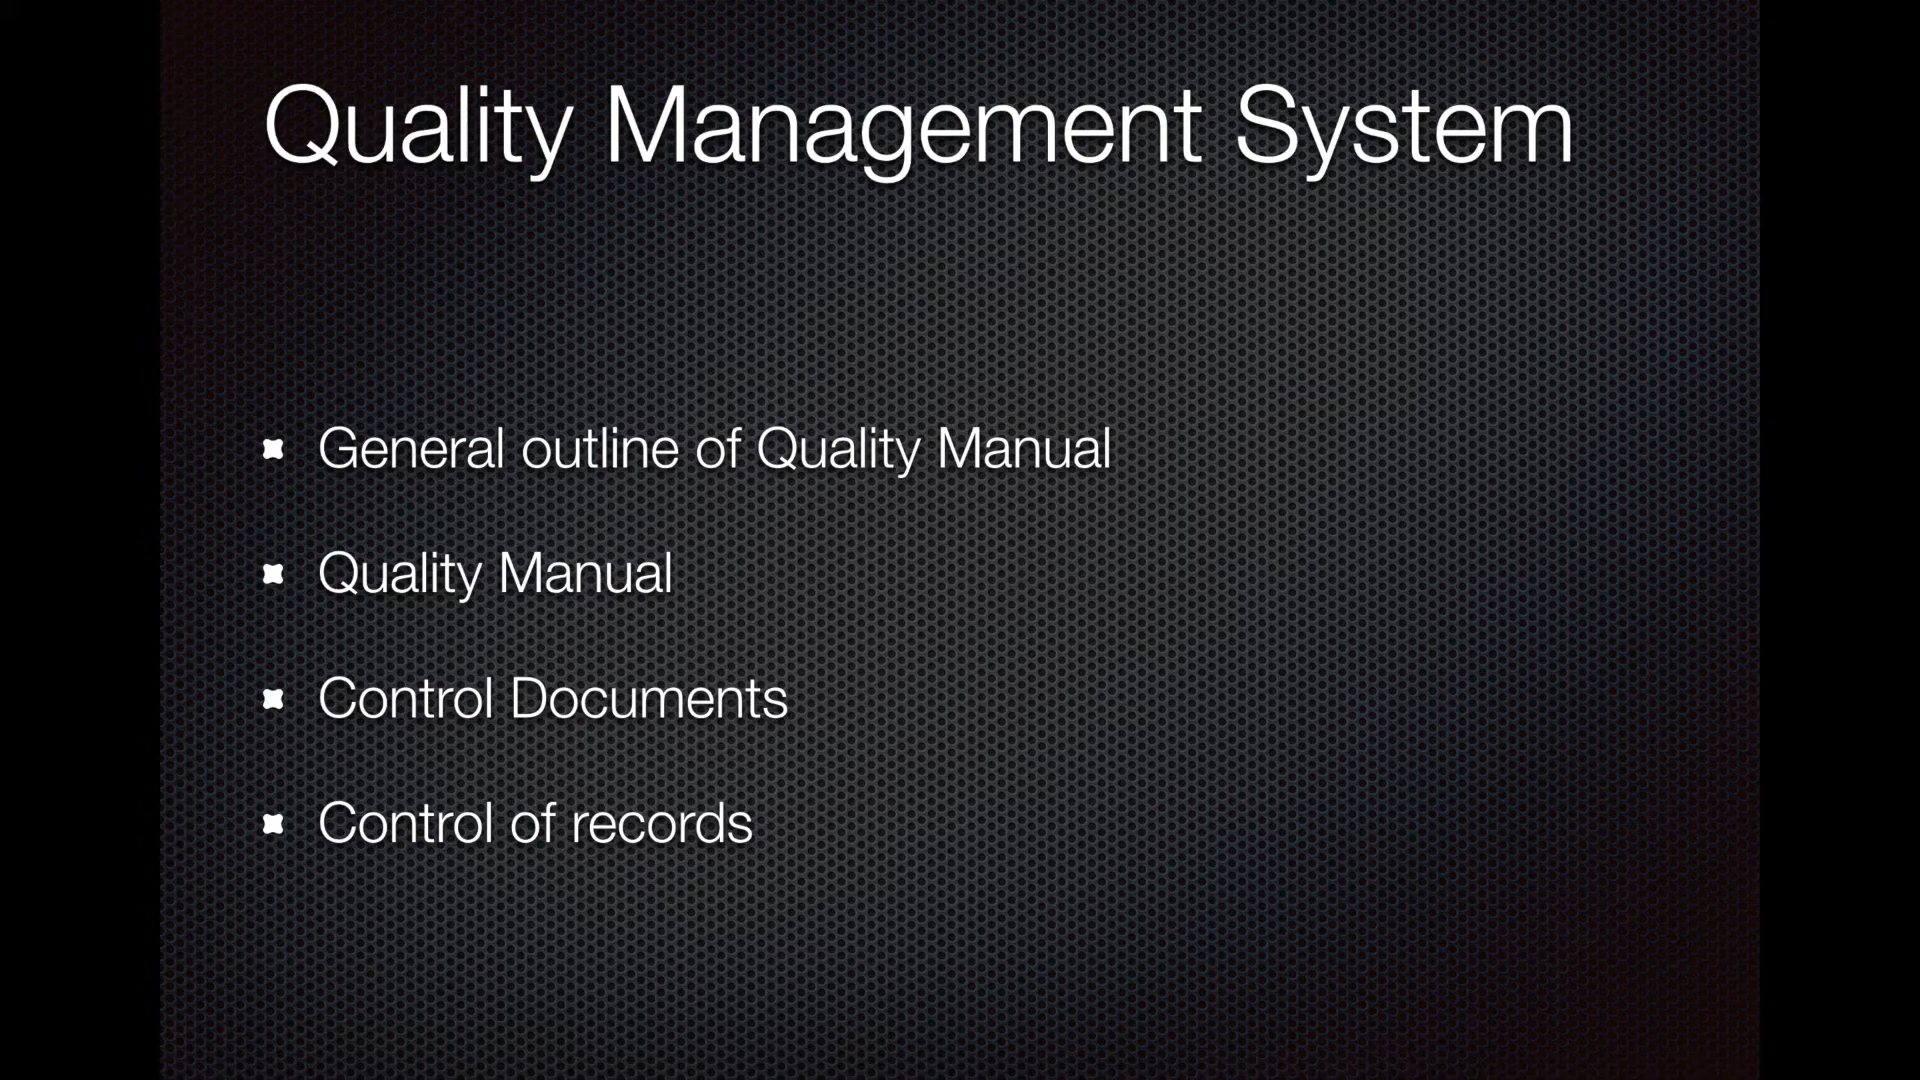 Quality Management System
General outline of Quality Manual
Quality Manual
Control Documents
Control of records